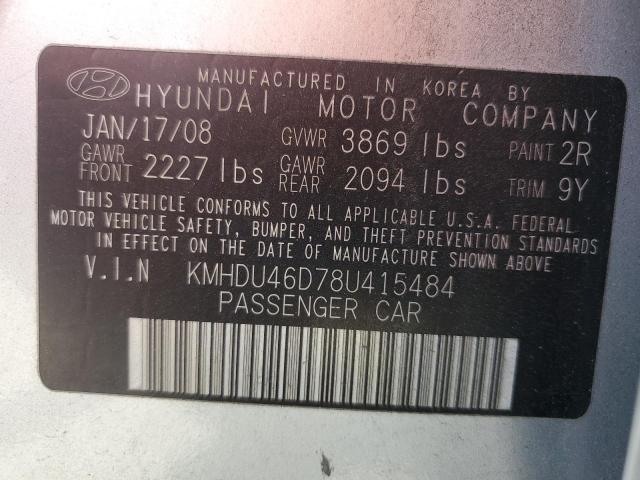 MANUFACTURED IN KOREA BY
HYUNDAI MOTOR COMPANY
JAN/17/08 GVWR 3869 lbs PAINT 2R
GAWR FRONT 2227 lbs GAWR REAR 2094 lbs TRIM 9Y
THIS VEHICLE CONFORMS TO ALL APPLICABLE U.S.A. FEDERAL
MOTOR VEHICLE SAFETY, BUMPER, AND THEFT PREVENTION STANDARDS
IN EFFECT ON THE DATE OF MANUFACTURE SHOWN ABOVE
V.I.N KMHDU46D78U415484
PASSENGER CAR